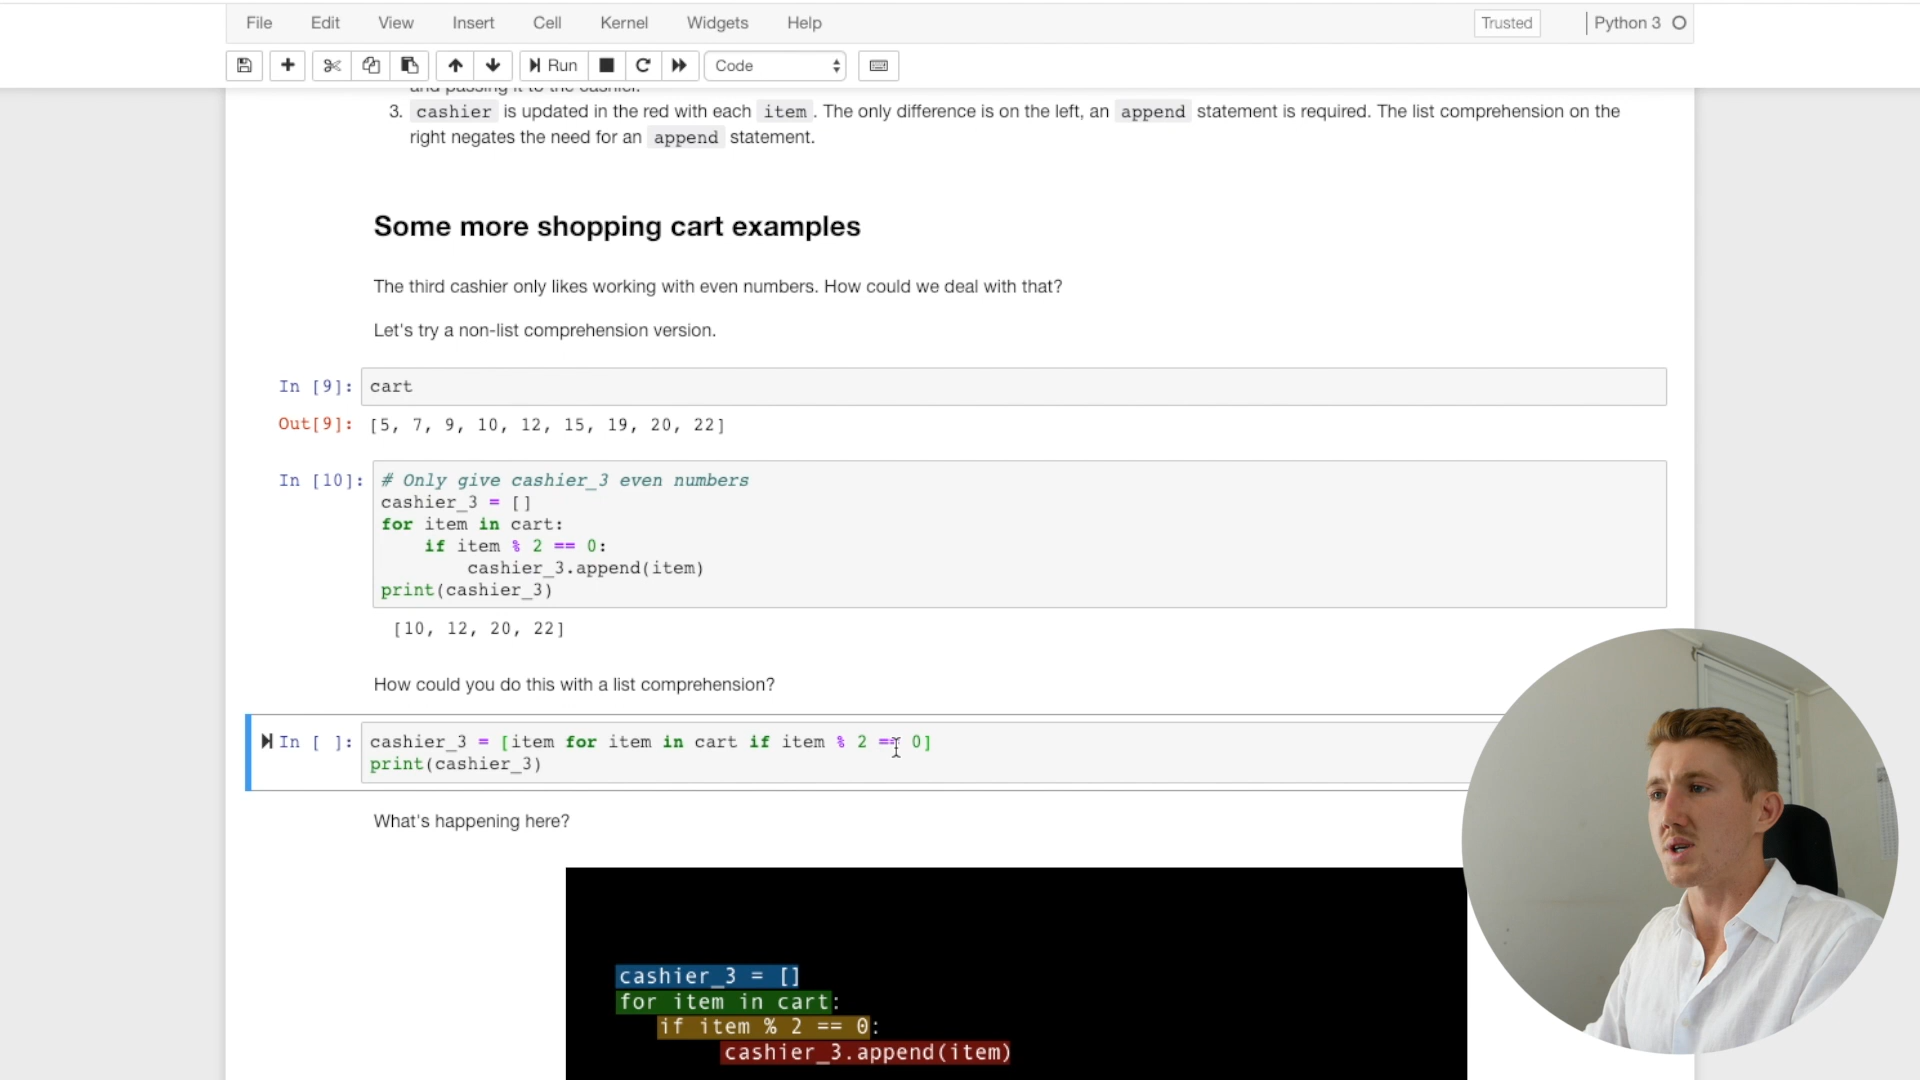 File Edit View Insert Cell Kernel Widgets Help Trusted Python 3
Run Code
and passing it to the cashier.
3. cashier is updated in the red with each item . The only difference is on the left, an append statement is required. The list comprehension on the
right negates the need for an append statement.
Some more shopping cart examples
The third cashier only likes working with even numbers. How could we deal with that?
Let's try a non-list comprehension version.
In [9]: cart
Out[9]: [5, 7, 9, 10, 12, 15, 19, 20, 22]
In [10]: # Only give cashier_3 even numbers
cashier_3 = []
for item in cart:
    if item % 2 == 0:
        cashier_3.append(item)
print(cashier_3)
[10, 12, 20, 22]
How could you do this with a list comprehension?
In [ ]: cashier_3 = [item for item in cart if item % 2 == 0]
print(cashier_3)
What's happening here?
cashier_3 = []
for item in cart:
    if item % 2 == 0:
        cashier_3.append(item)